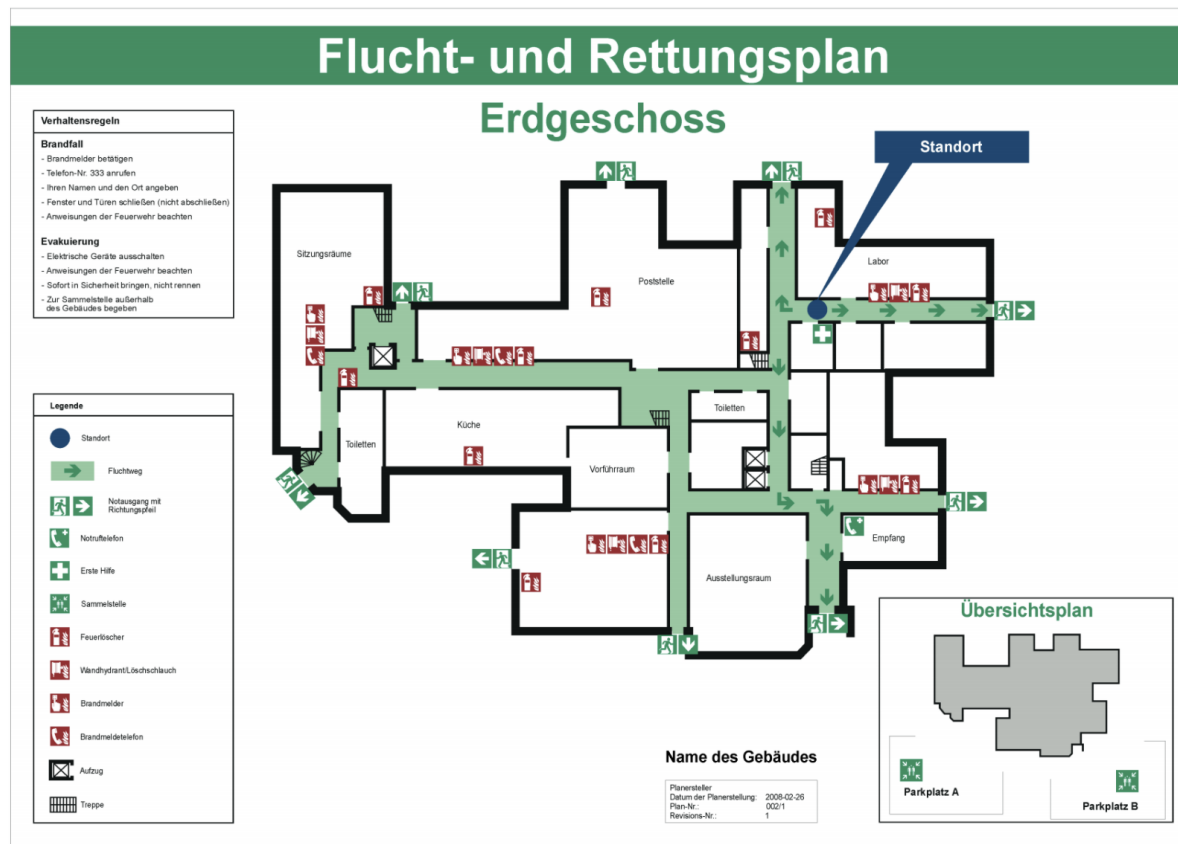 Flucht- und Rettungsplan
Erdgeschoss
Verhaltensregeln
Brandfall
- Brandmelder betätigen
- Telefon-Nr. 333 anrufen
- Ihren Namen und den Ort angeben
- Fenster und Türen schließen (nicht abschließen)
- Anweisungen der Feuerwehr beachten
Evakuierung
- Elektrische Geräte ausschalten
- Anweisungen der Feuerwehr beachten
- Sofort in Sicherheit bringen, nicht rennen
- Zur Sammelstelle außerhalb
des Gebäudes begeben
Legende
Standort
Fluchtweg
Notausgang mit
Richtungspfeil
Notruftelefon
Erste Hilfe
Sammelstelle
Feuerlöscher
Wandhydrant/Löschschlauch
Brandmelder
Brandmeldetelefon
Aufzug
Treppe
Standort
Sitzungsräume
Poststelle
Labor
Toiletten
Küche
Toiletten
Vorführraum
Ausstellungsraum
Empfang
Name des Gebäudes
Planersteller
Datum der Planerstellung: 2008-02-26
Plan-Nr.: 002/1
Revisions-Nr.: 1
Übersichtsplan
Parkplatz A
Parkplatz B